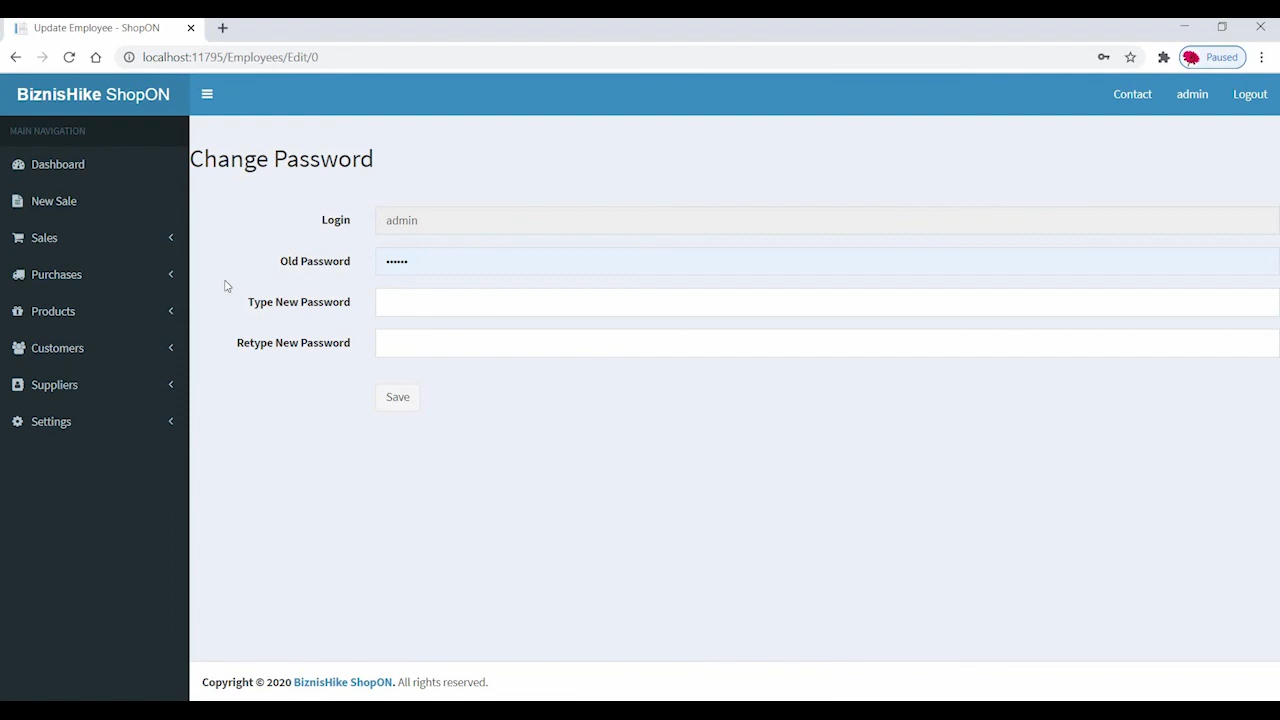 Update Employee - ShopON
localhost:11795/Employees/Edit/0
Paused
BiznisHike ShopON
Contact
admin
Logout
MAIN NAVIGATION
Dashboard
New Sale
Sales
Purchases
Products
Customers
Suppliers
Settings
Change Password
Login
admin
Old Password
••••••
Type New Password
Retype New Password
Save
Copyright © 2020 BiznisHike ShopON. All rights reserved.